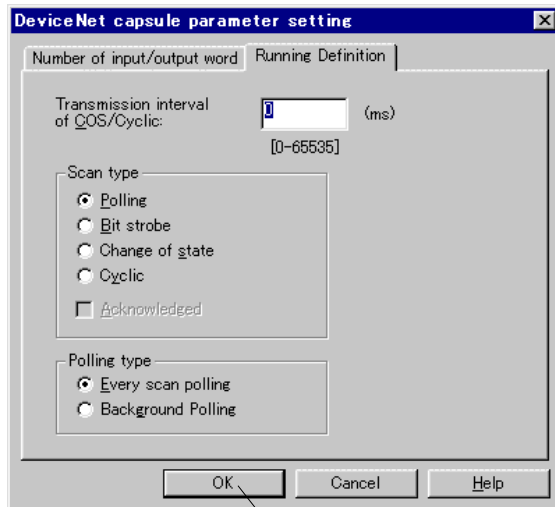 DeviceNet capsule parameter setting
Number of input/output word
Running Definition
Transmission interval
of COS/Cyclic:
0
(ms)
[0-65535]
Scan type
Polling
Bit strobe
Change of state
Cyclic
Acknowledged
Polling type
Every scan polling
Background Polling
OK
Cancel
Help